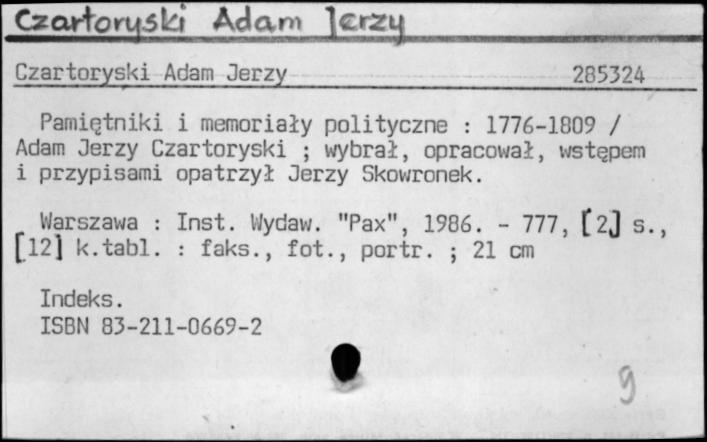 Czartoryski Adam Jerzy
Czartoryski Adam Jerzy 285324
Pamiętniki i memoriały polityczne : 1776-1809 /
Adam Jerzy Czartoryski ; wybrał, opracował, wstępem
i przypisami opatrzył Jerzy Skowronek.
Warszawa : Inst. Wydaw. "Pax", 1986. - 777, [2] s.,
[12] k.tabl. : faks., fot., portr. ; 21 cm
Indeks.
ISBN 83-211-0669-2
9